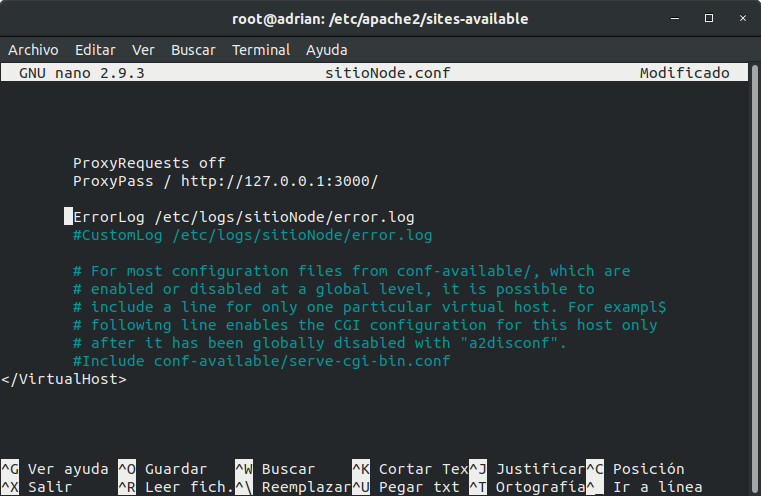 root@adrian: /etc/apache2/sites-available
Archivo Editar Ver Buscar Terminal Ayuda
GNU nano 2.9.3 sitioNode.conf Modificado
ProxyRequests off
ProxyPass / http://127.0.0.1:3000/
ErrorLog /etc/logs/sitioNode/error.log
#CustomLog /etc/logs/sitioNode/error.log
# For most configuration files from conf-available/, which are
# enabled or disabled at a global level, it is possible to
# include a line for only one particular virtual host. For exampl$
# following line enables the CGI configuration for this host only
# after it has been globally disabled with "a2disconf".
#Include conf-available/serve-cgi-bin.conf
</VirtualHost>
^G Ver ayuda ^O Guardar ^W Buscar ^K Cortar Tex^J Justificar^C Posición
^X Salir ^R Leer fich.^\ Reemplazar^U Pegar txt ^T Ortografía^_ Ir a línea